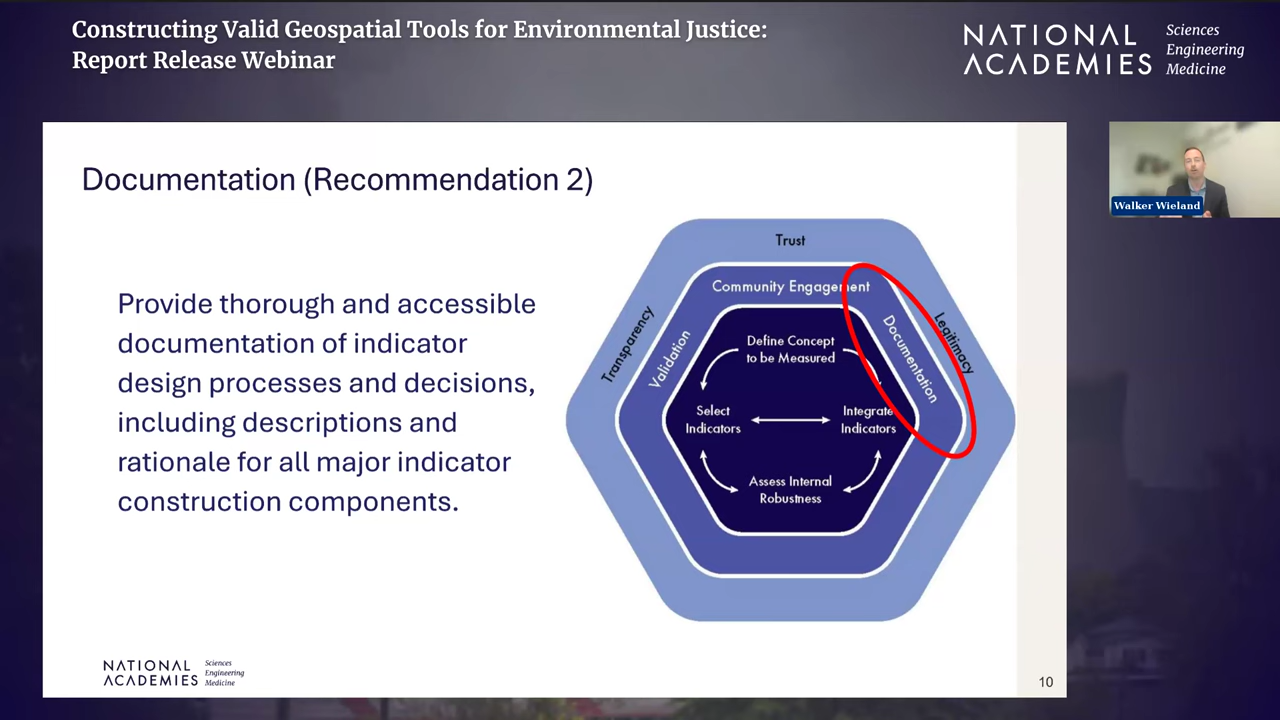 Constructing Valid Geospatial Tools for Environmental Justice:
Report Release Webinar
NATIONAL
ACADEMIES
Sciences
Engineering
Medicine
Walker Wieland
Documentation (Recommendation 2)
Provide thorough and accessible
documentation of indicator
design processes and decisions,
including descriptions and
rationale for all major indicator
construction components.
Trust
Transparency
Legitimacy
Community Engagement
Validation
Documentation
Define Concept
to be Measured
Select
Indicators
Integrate
Indicators
Assess Internal
Robustness
NATIONAL
ACADEMIES
Sciences
Engineering
Medicine
10